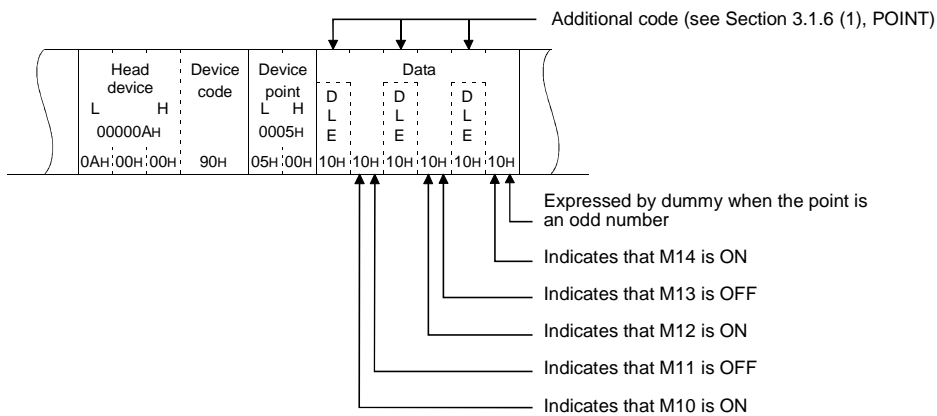 Additional code (see Section 3.1.6 (1), POINT)
Head device
Device code
Device point
Data
L H
L H
DLE
DLE
DLE
00000AH
0005H
0AH 00H 00H 90H 05H 00H 10H 10H 10H 10H 10H 10H
Expressed by dummy when the point is
an odd number
Indicates that M14 is ON
Indicates that M13 is OFF
Indicates that M12 is ON
Indicates that M11 is OFF
Indicates that M10 is ON